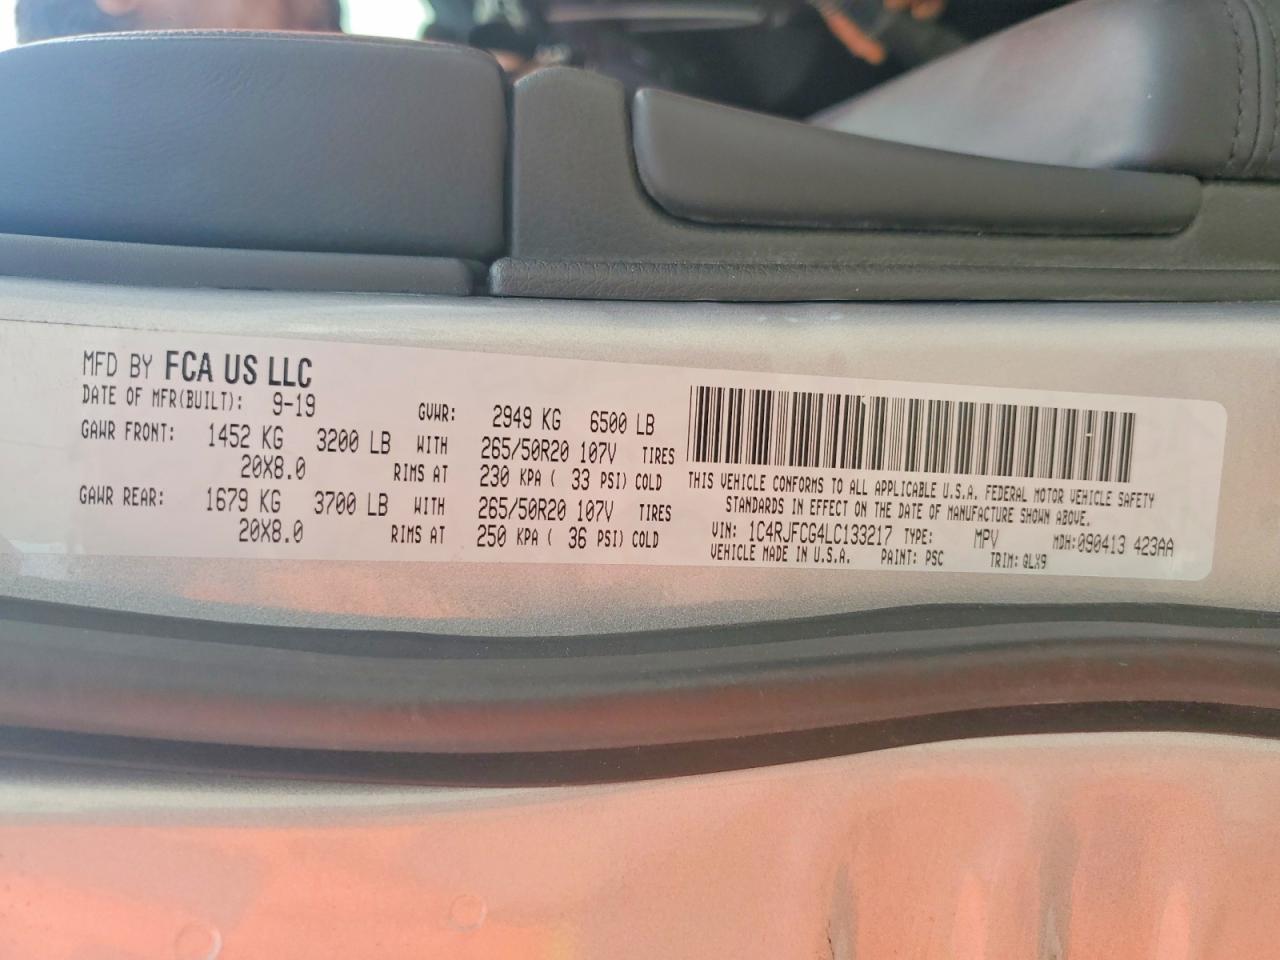 MFD BY FCA US LLC
DATE OF MFR(BUILT): 9-19 GVWR: 2949 KG 6500 LB
GAWR FRONT: 1452 KG 3200 LB WITH 265/50R20 107V TIRES
20X8.0 RIMS AT 230 KPA ( 33 PSI) COLD
GAWR REAR: 1679 KG 3700 LB WITH 265/50R20 107V TIRES
20X8.0 RIMS AT 250 KPA ( 36 PSI) COLD
THIS VEHICLE CONFORMS TO ALL APPLICABLE U.S.A. FEDERAL MOTOR VEHICLE SAFETY
STANDARDS IN EFFECT ON THE DATE OF MANUFACTURE SHOWN ABOVE.
VIN: 1C4RJFCG4LC133217 TYPE: MPV MDH:090413 423AA
VEHICLE MADE IN U.S.A. PAINT: PSC TRIM: QLX9